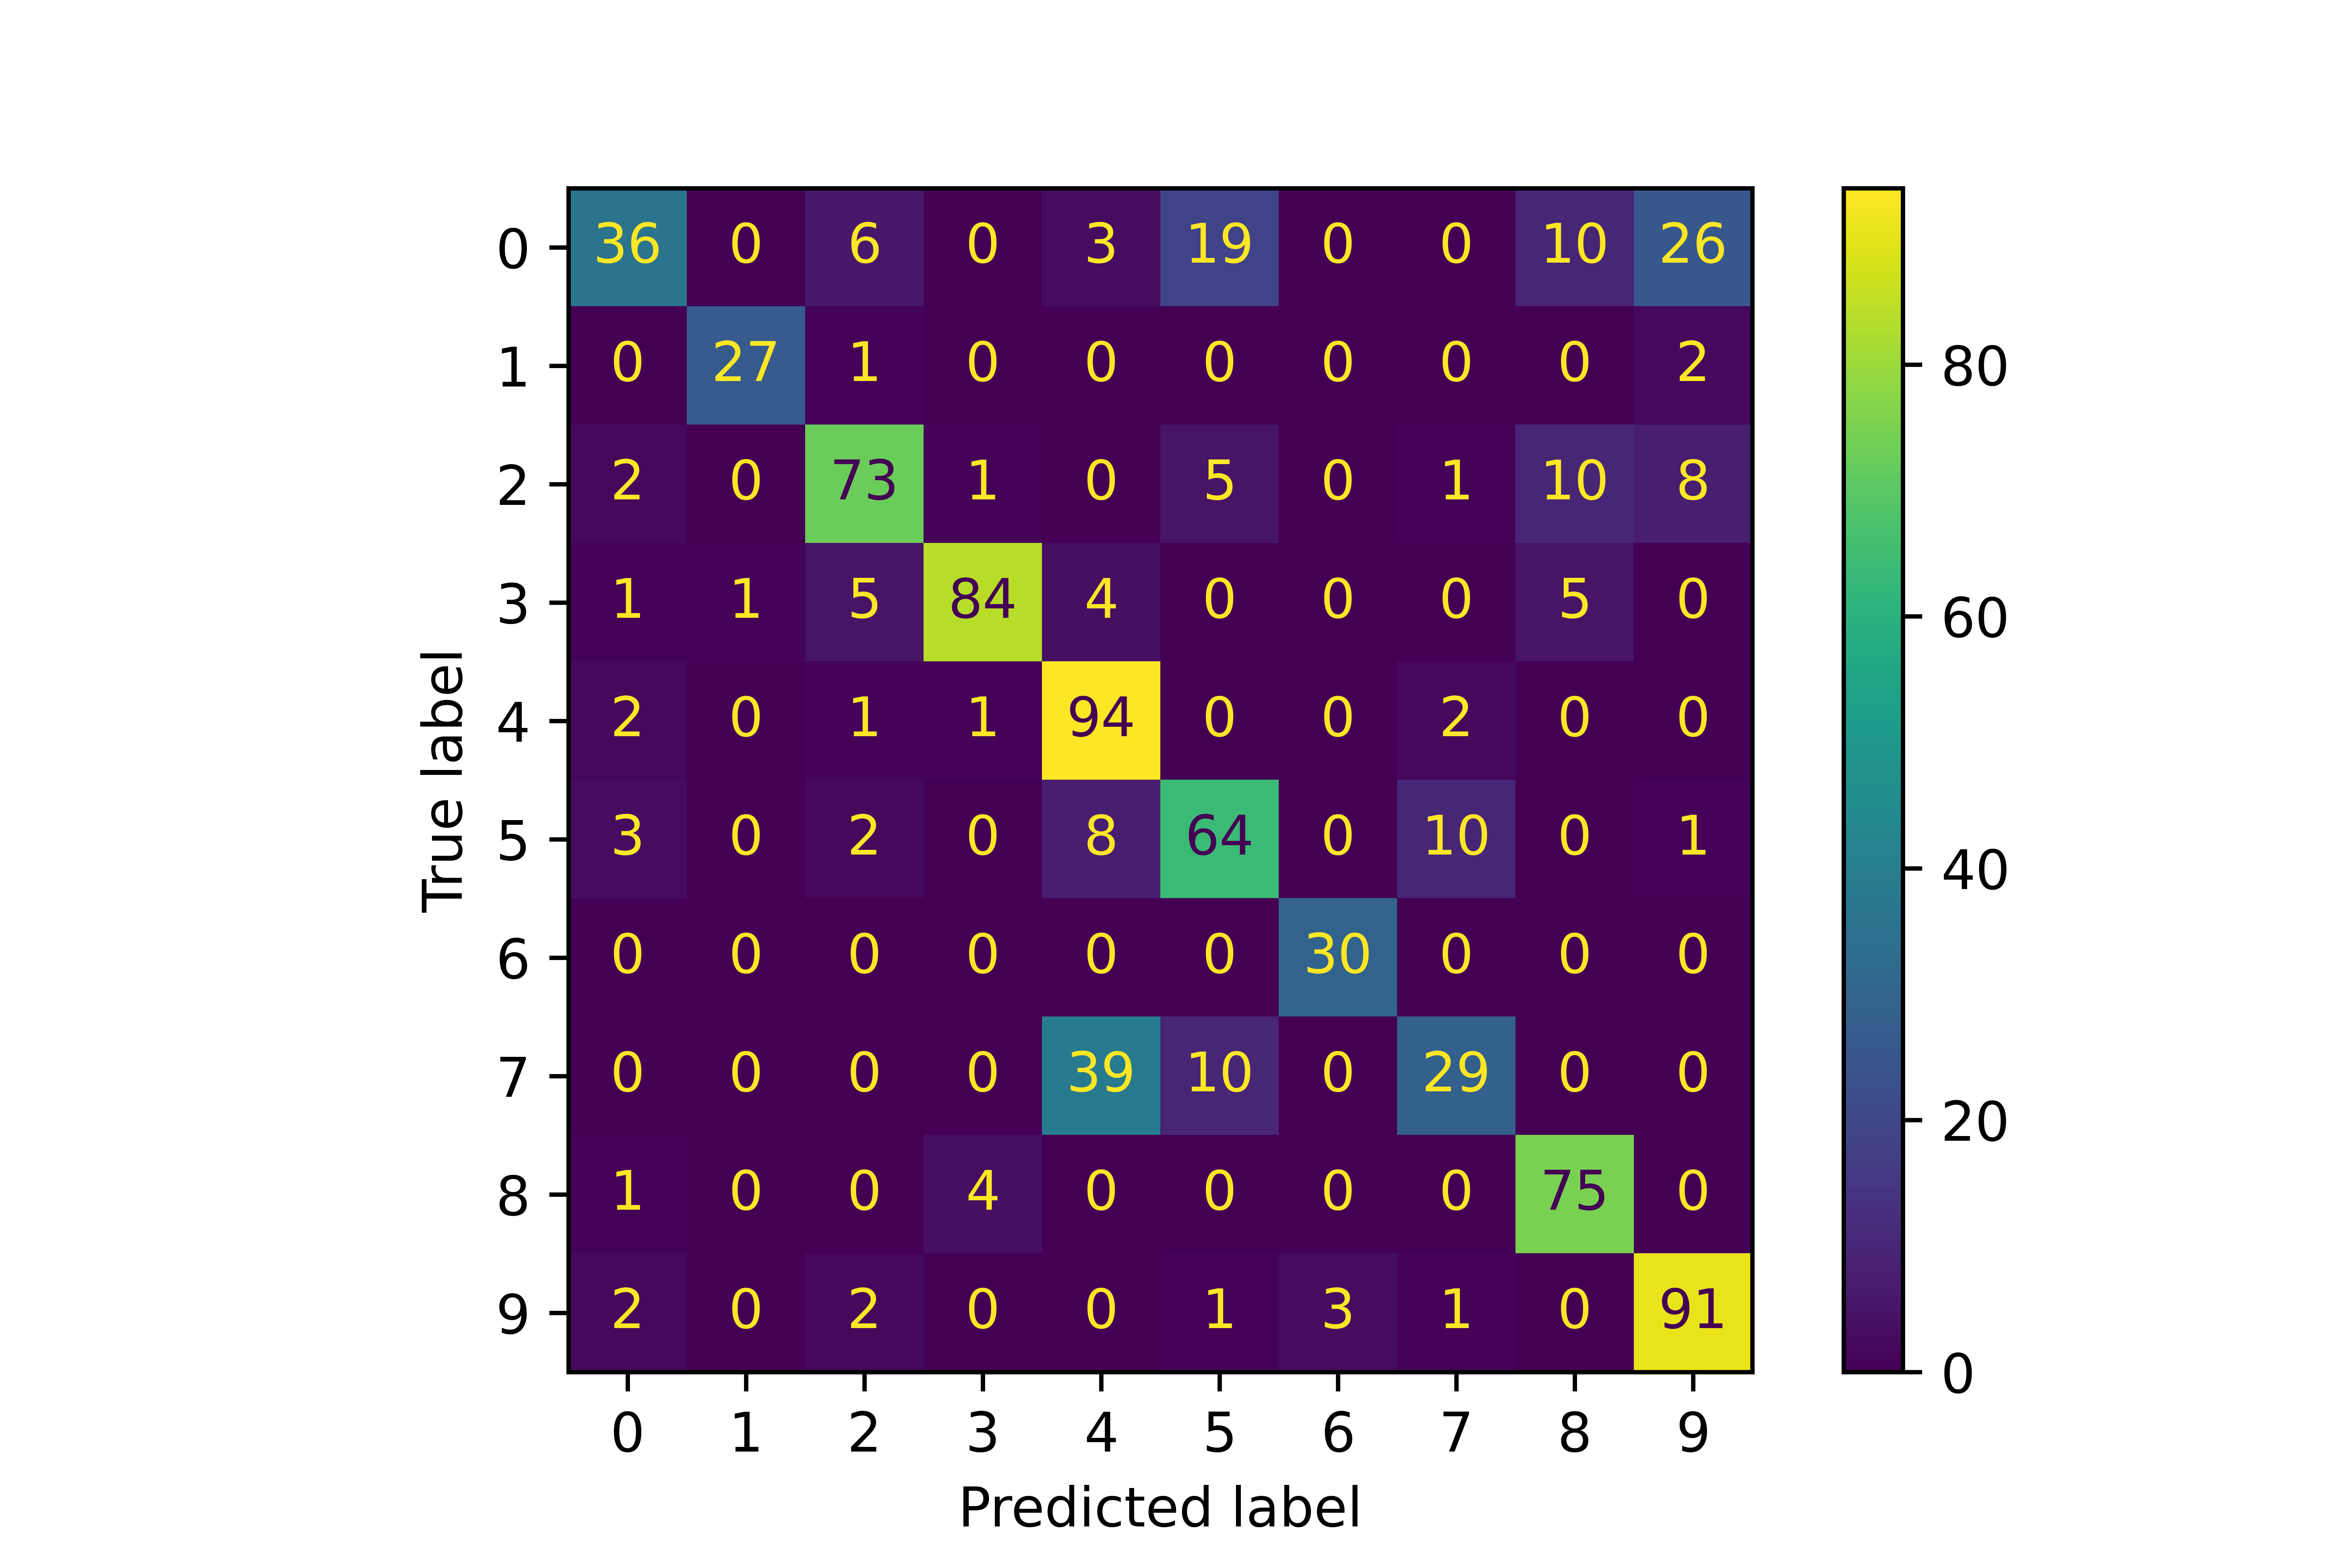 0 36 0 6 0 3 19 0 0 10 26
1 0 27 1 0 0 0 0 0 0 2
80
2 2 0 73 1 0 5 0 1 10 8
3 1 1 5 84 4 0 0 0 5 0
60
4 2 0 1 1 94 0 0 2 0 0
True label
5 3 0 2 0 8 64 0 10 0 1
40
6 0 0 0 0 0 0 30 0 0 0
7 0 0 0 0 39 10 0 29 0 0
20
8 1 0 0 4 0 0 0 0 75 0
9 2 0 2 0 0 1 3 1 0 91
0
0 1 2 3 4 5 6 7 8 9
Predicted label